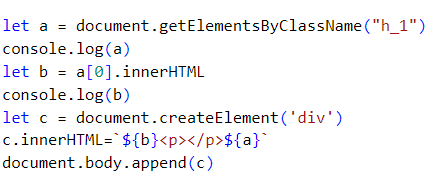 let a = document.getElementsByClassName("h_1")
console.log(a)
let b = a[0].innerHTML
console.log(b)
let c = document.createElement('div')
c.innerHTML=`${b}<p></p>${a}`
document.body.append(c)